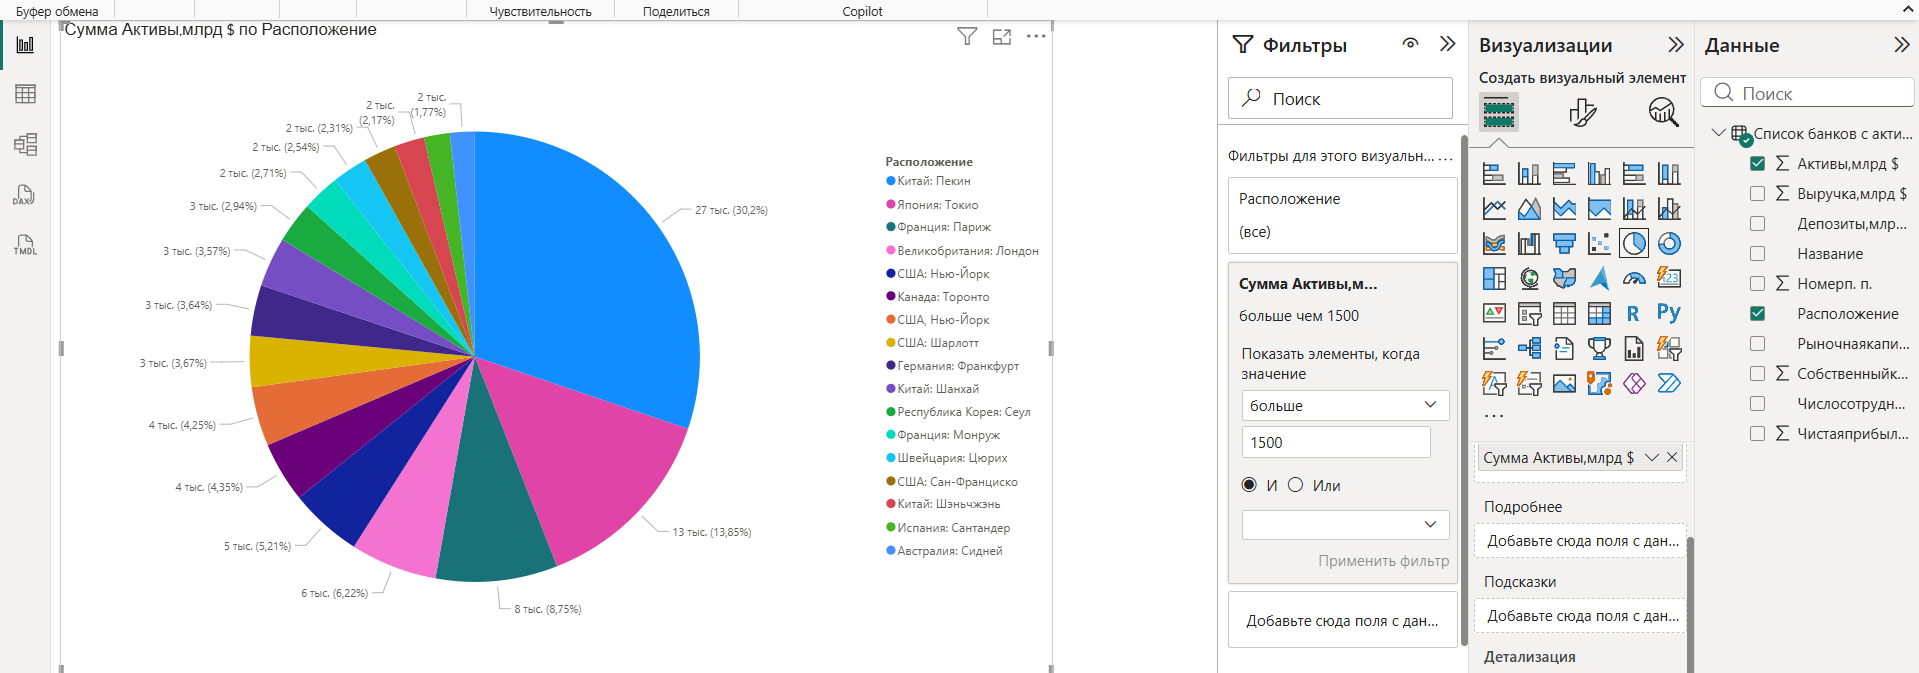 Буфер обмена
Чувствительность
Поделиться
Copilot
Сумма Активы,млрд $ по Расположение
27 тыс. (30,2%)
13 тыс. (13,85%)
8 тыс. (8,75%)
6 тыс. (6,22%)
5 тыс. (5,21%)
4 тыс. (4,35%)
4 тыс. (4,25%)
3 тыс. (3,67%)
3 тыс. (3,64%)
3 тыс. (3,57%)
3 тыс. (2,94%)
2 тыс. (2,71%)
2 тыс. (2,54%)
2 тыс. (2,31%)
2 тыс.
(2,17%)
2 тыс.
(1,77%)
Расположение
Китай: Пекин
Япония: Токио
Франция: Париж
Великобритания: Лондон
США: Нью-Йорк
Канада: Торонто
США, Нью-Йорк
США: Шарлотт
Германия: Франкфурт
Китай: Шанхай
Республика Корея: Сеул
Франция: Монруж
Швейцария: Цюрих
США: Сан-Франциско
Китай: Шэньчжэнь
Испания: Сантандер
Австралия: Сидней
DAX
TMDL
Фильтры
Поиск
Фильтры для этого визуальн... ...
Расположение
(все)
Сумма Активы,м...
больше чем 1500
Показать элементы, когда
значение
больше
1500
И
Или
Применить фильтр
Добавьте сюда поля с дан...
Визуализации
Создать визуальный элемент
123
R
Py
...
Сумма Активы,млрд $
Подробнее
Добавьте сюда поля с дан...
Подсказки
Добавьте сюда поля с дан...
Детализация
Данные
Поиск
Список банков с акти...
Активы,млрд $
Выручка,млрд $
Депозиты,млр...
Название
Номерп. п.
Расположение
Рыночнаякапи...
Собственныйк...
Числосотрудн...
Чистаяприбыл...